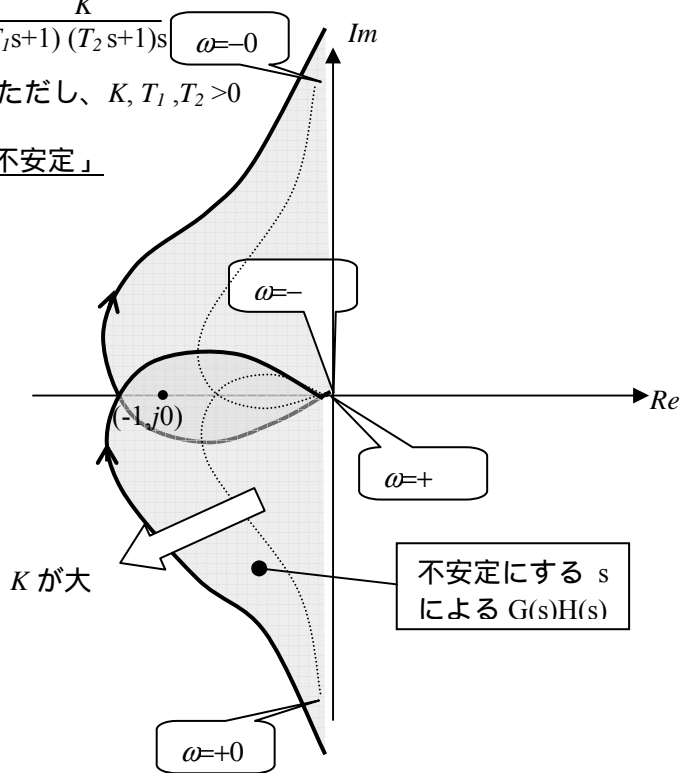 K
T₁s+1) (T₂ s+1)s
ω=−0
Im
ただし、K, T₁ ,T₂ >0
不安定」
ω=−
Re
(-1,j0)
ω=+
K が大
不安定にする s
による G(s)H(s)
ω=+0